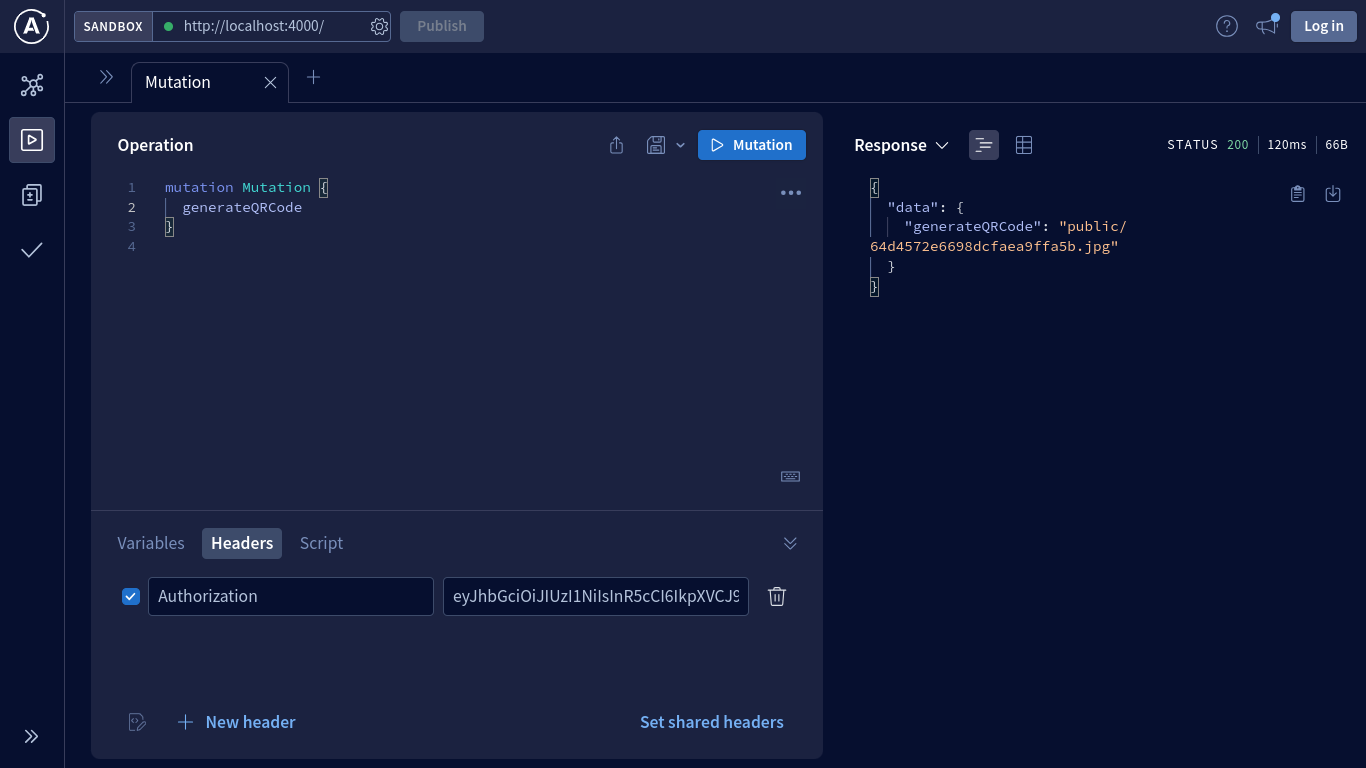 SANDBOX http://localhost:4000/ Publish Log in
Mutation
Operation Mutation
1 mutation Mutation {
2 generateQRCode
3 }
4
Variables Headers Script
Authorization eyJhbGciOiJIUzI1NiIsInR5cCI6IkpXVCJ9
New header Set shared headers
Response STATUS 200 120ms 66B
{
"data": {
"generateQRCode": "public/
64d4572e6698dcfaea9ffa5b.jpg"
}
}